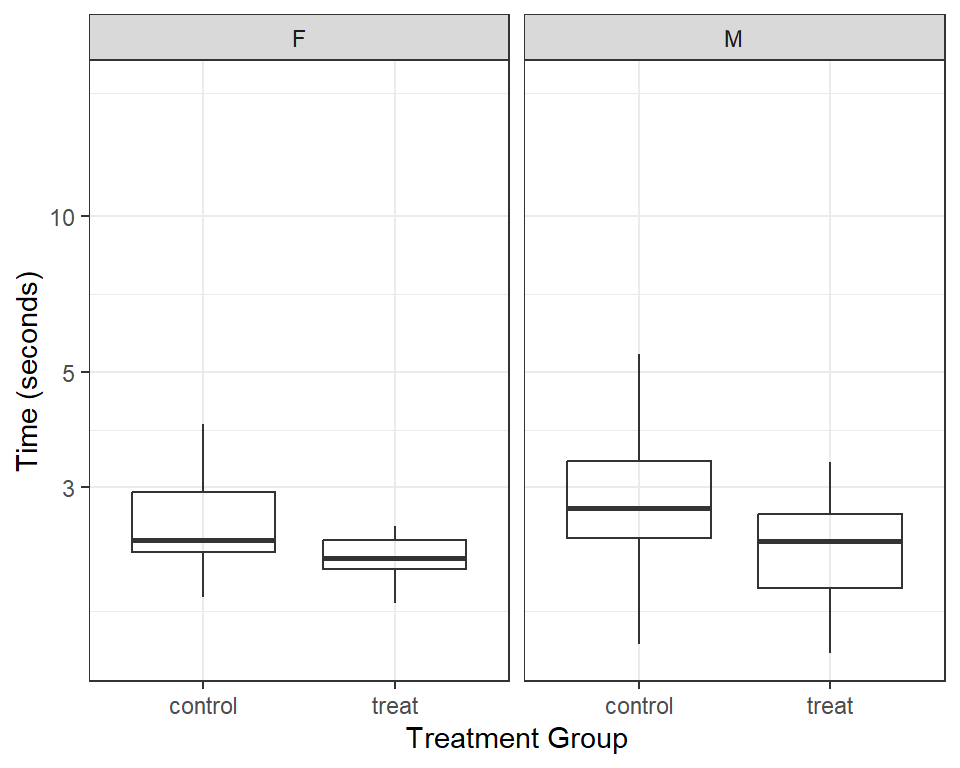 F
M
10
5
3
Time (seconds)
control
treat
control
treat
Treatment Group